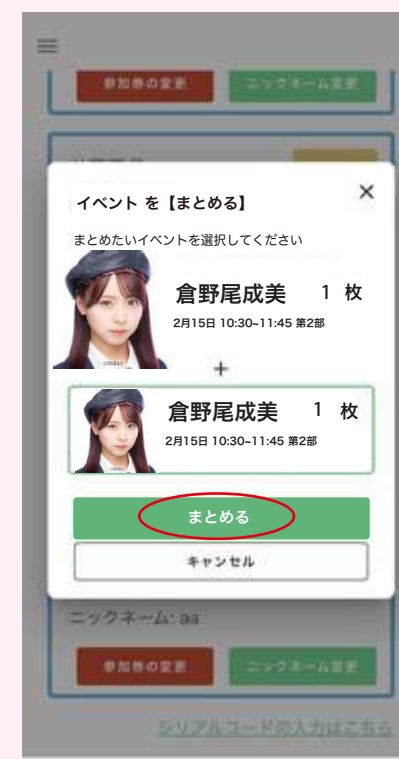 参加券の変更 ニックネーム変更
イベント を【まとめる】 ×
まとめたいイベントを選択してください
倉野尾成美 1 枚
2月15日 10:30~11:45 第2部
+
倉野尾成美 1 枚
2月15日 10:30~11:45 第2部
まとめる
キャンセル
ニックネーム: aa
参加券の変更 ニックネーム変更
シリアルコードの入力はこちら